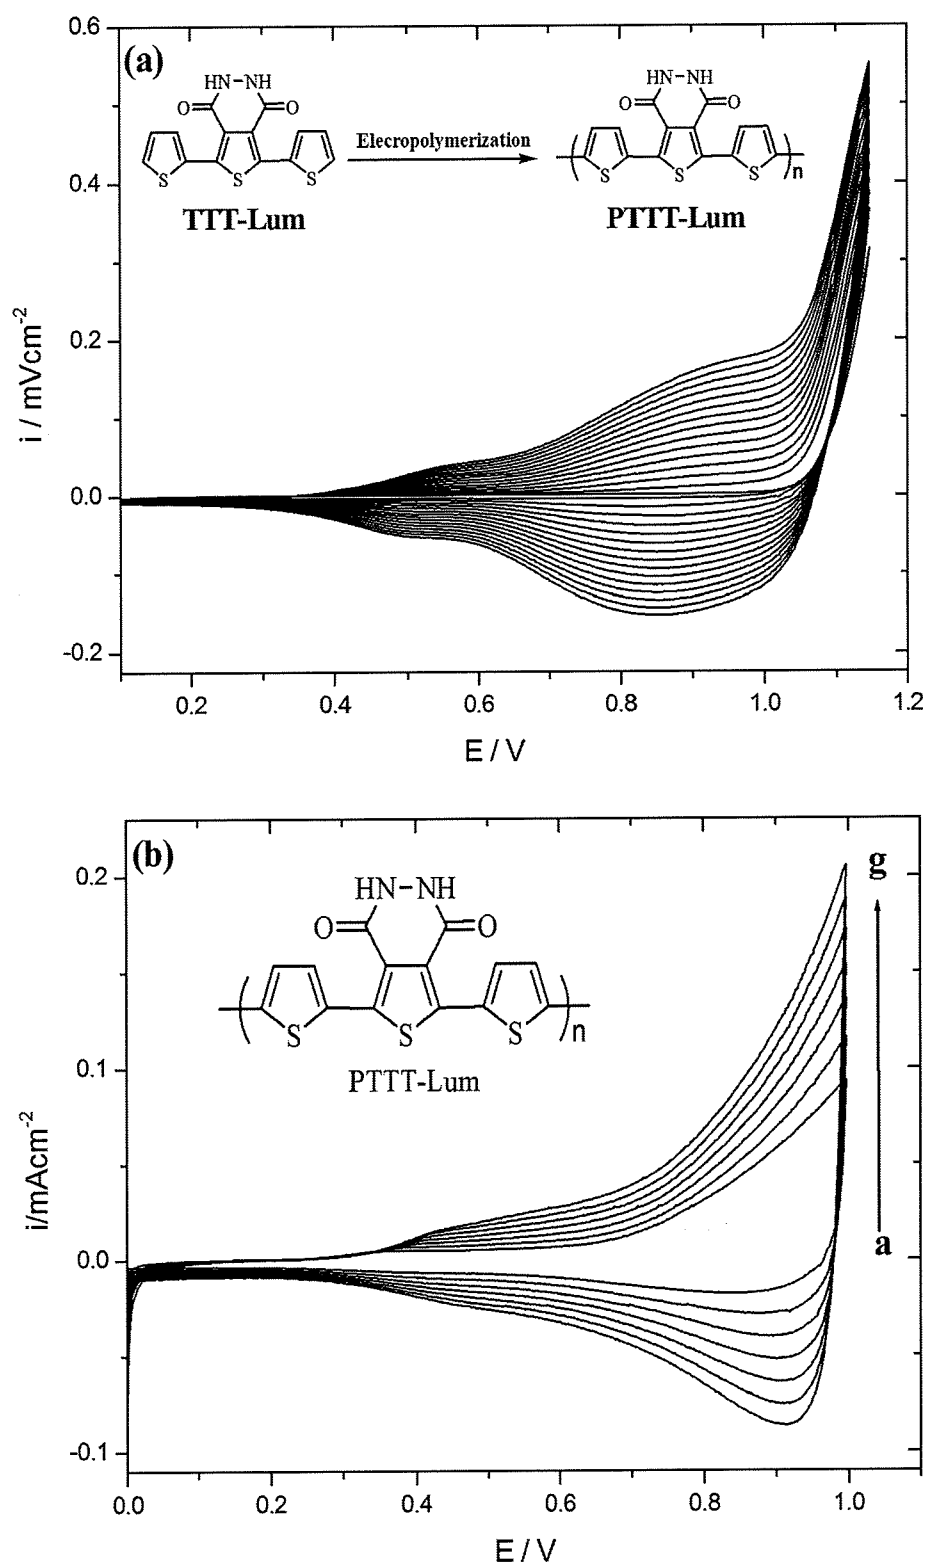 0.6
(a)
HN-NH
HN-NH
O
O
O
O
Elecropolymerization
0.4
S
S
S
S
S
S
n
TTT-Lum
PTTT-Lum
0.2
i / mVcm-2
0.0
-0.2
0.2
0.4
0.6
0.8
1.0
1.2
E / V
(b)
g
0.2
HN-NH
O
O
S
S
S
n
0.1
PTTT-Lum
i/mAcm-2
a
0.0
-0.1
0.0
0.2
0.4
0.6
0.8
1.0
E / V